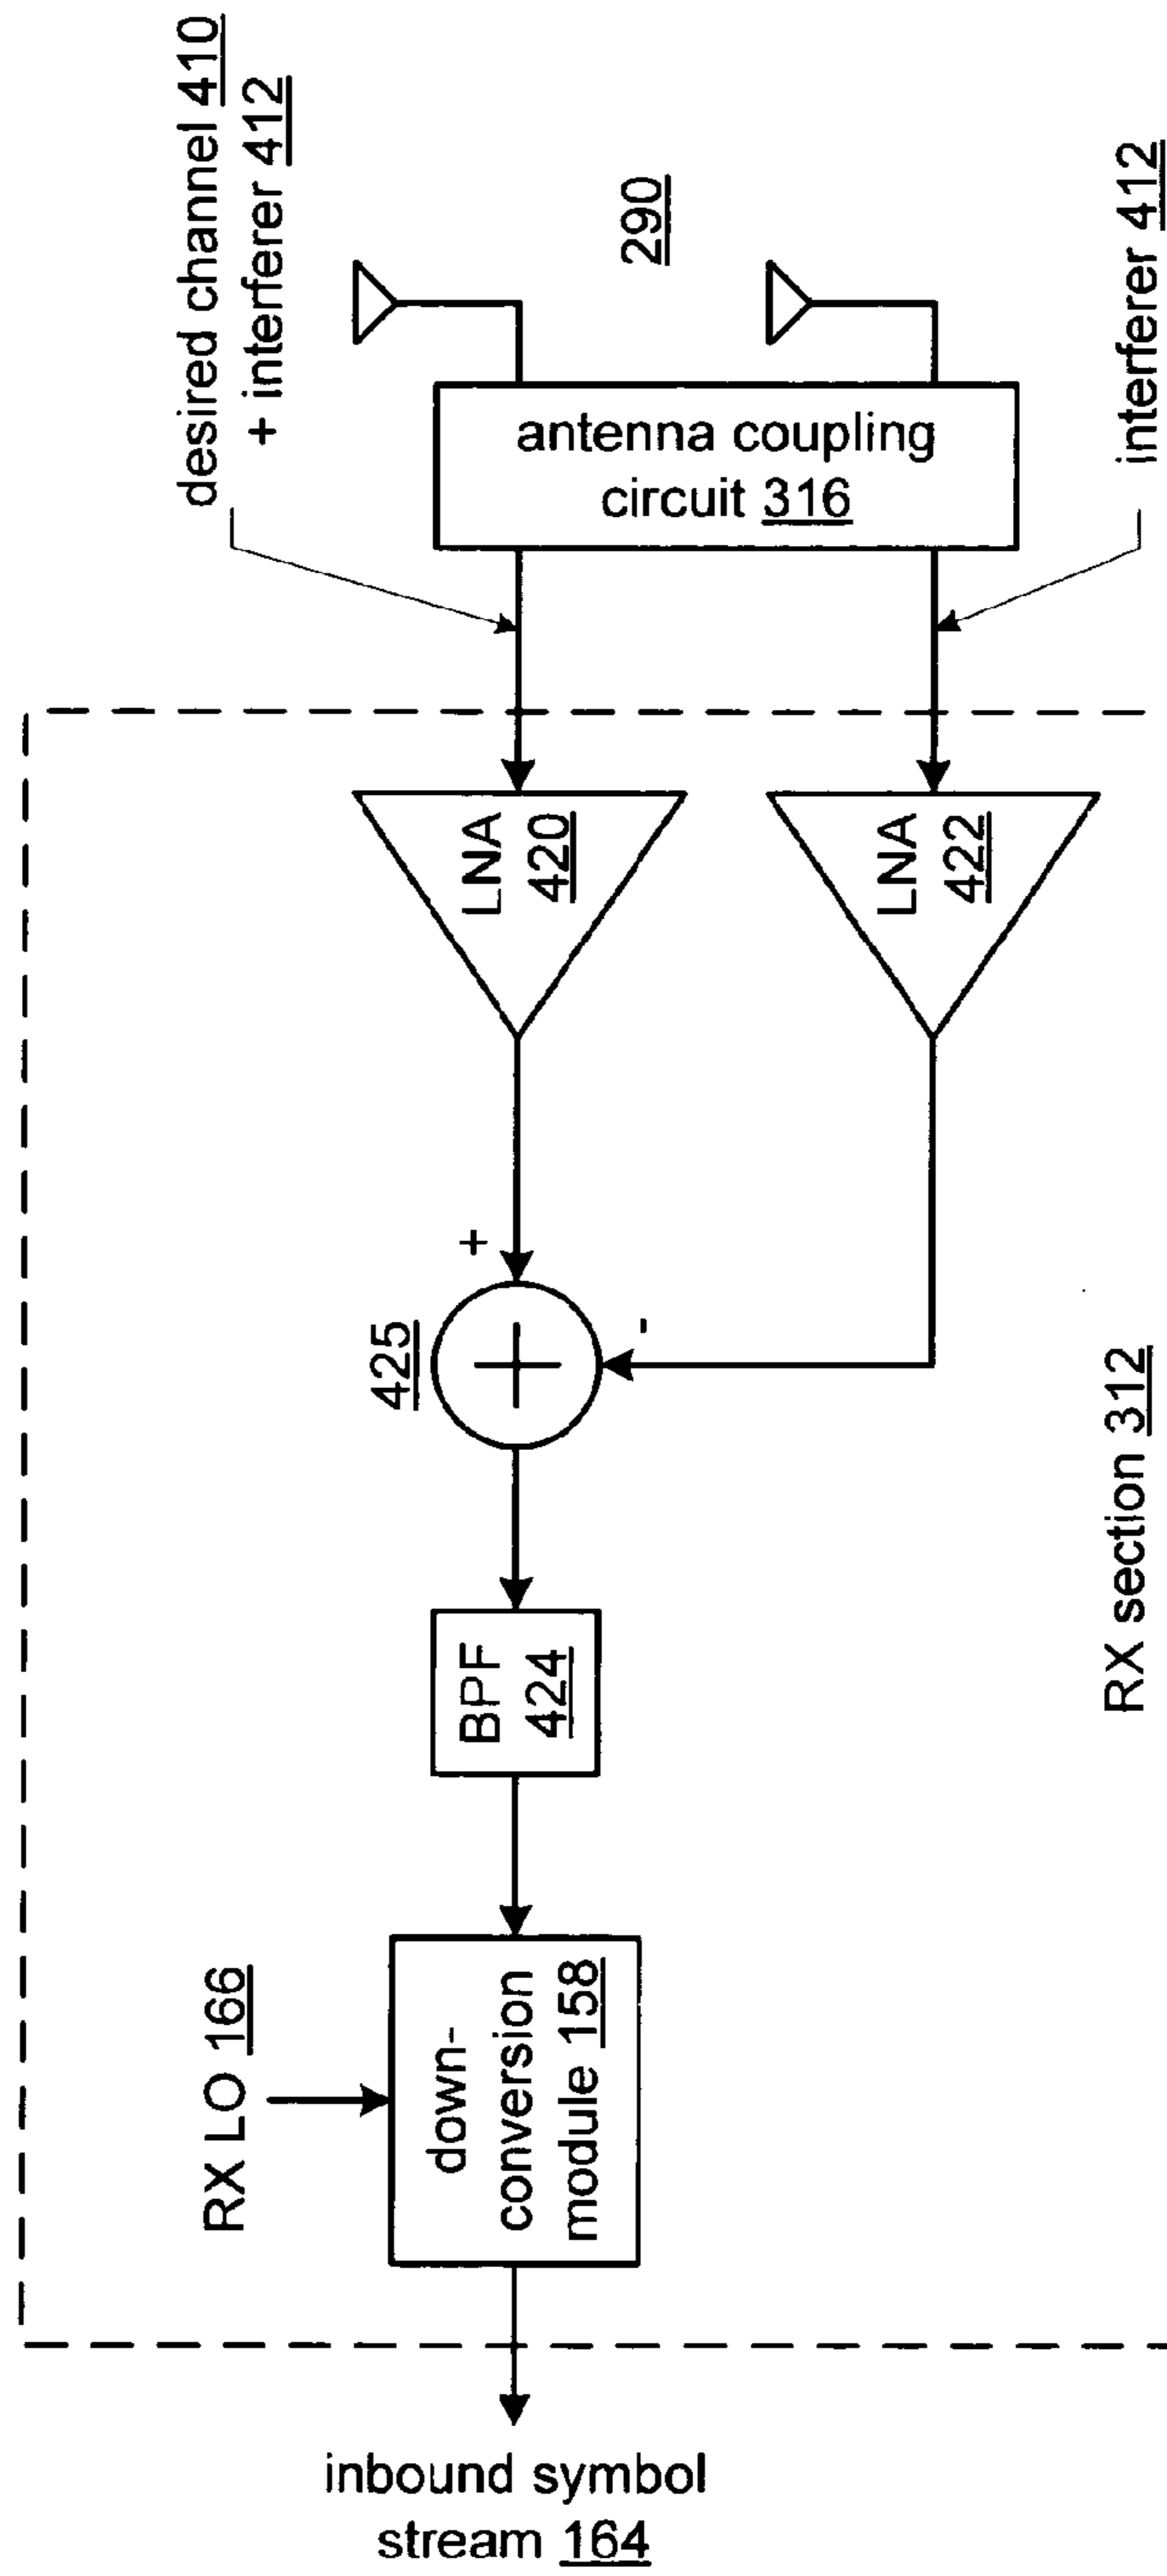 desired channel 410
+ interferer 412
290
antenna coupling
circuit 316
interferer 412
LNA
420
LNA
422
+
-
425
BPF
424
RX section 312
RX LO 166
down-
conversion
module 158
inbound symbol
stream 164